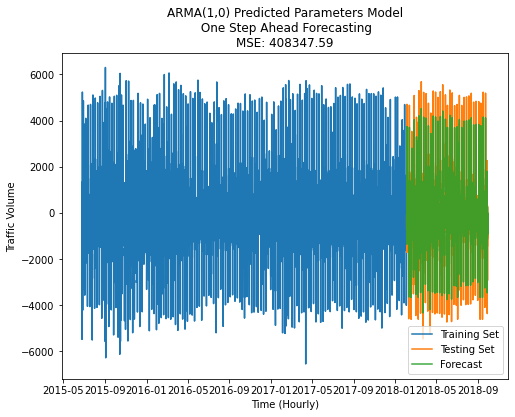 ARMA(1,0) Predicted Parameters Model
One Step Ahead Forecasting
MSE: 408347.59
6000
4000
2000
0
−2000
−4000
−6000
Traffic Volume
2015-05 2015-09 2016-01 2016-05 2016-09 2017-01 2017-05 2017-09 2018-01 2018-05 2018-09
Time (Hourly)
Training Set
Testing Set
Forecast